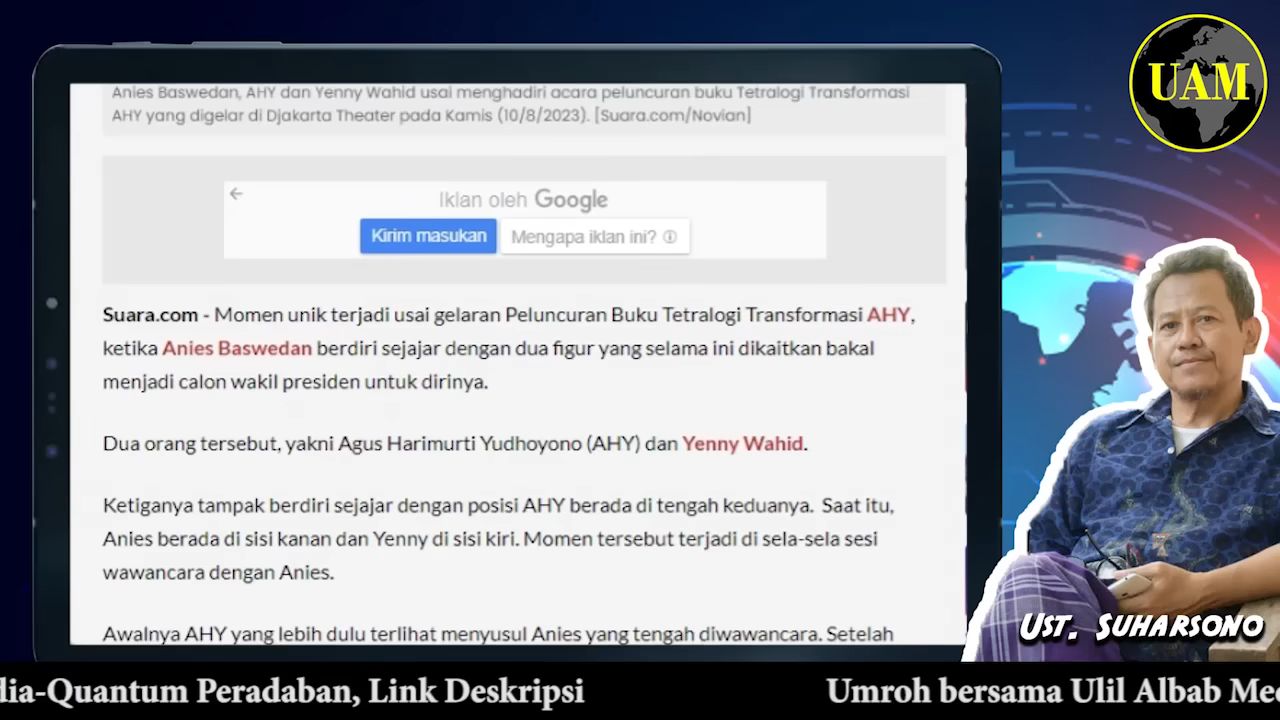 Anies Baswedan, AHY dan Yenny Wahid usai menghadiri acara peluncuran buku Tetralogi Transformasi
AHY yang digelar di Djakarta Theater pada Kamis (10/8/2023). [Suara.com/Novian]
UAM
Iklan oleh Google
Kirim masukan
Mengapa iklan ini?
Suara.com - Momen unik terjadi usai gelaran Peluncuran Buku Tetralogi Transformasi AHY,
ketika Anies Baswedan berdiri sejajar dengan dua figur yang selama ini dikaitkan bakal
menjadi calon wakil presiden untuk dirinya.
Dua orang tersebut, yakni Agus Harimurti Yudhoyono (AHY) dan Yenny Wahid.
Ketiganya tampak berdiri sejajar dengan posisi AHY berada di tengah keduanya. Saat itu,
Anies berada di sisi kanan dan Yenny di sisi kiri. Momen tersebut terjadi di sela-sela sesi
wawancara dengan Anies.
Awalnya AHY yang lebih dulu terlihat menyusul Anies yang tengah diwawancara. Setelah
Ust. Suharsono
dia-Quantum Peradaban, Link Deskripsi
Umroh bersama Ulil Albab Med